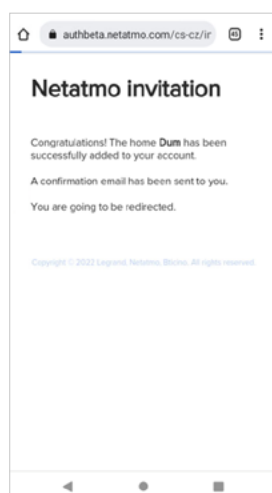 authbeta.netatmo.com/cs-cz/ir
45
Netatmo invitation
Congratulations! The home Dum has been
successfully added to your account.
A confirmation email has been sent to you.
You are going to be redirected.
Copyright © 2022 Legrand, Netatmo, Bticino. All rights reserved.